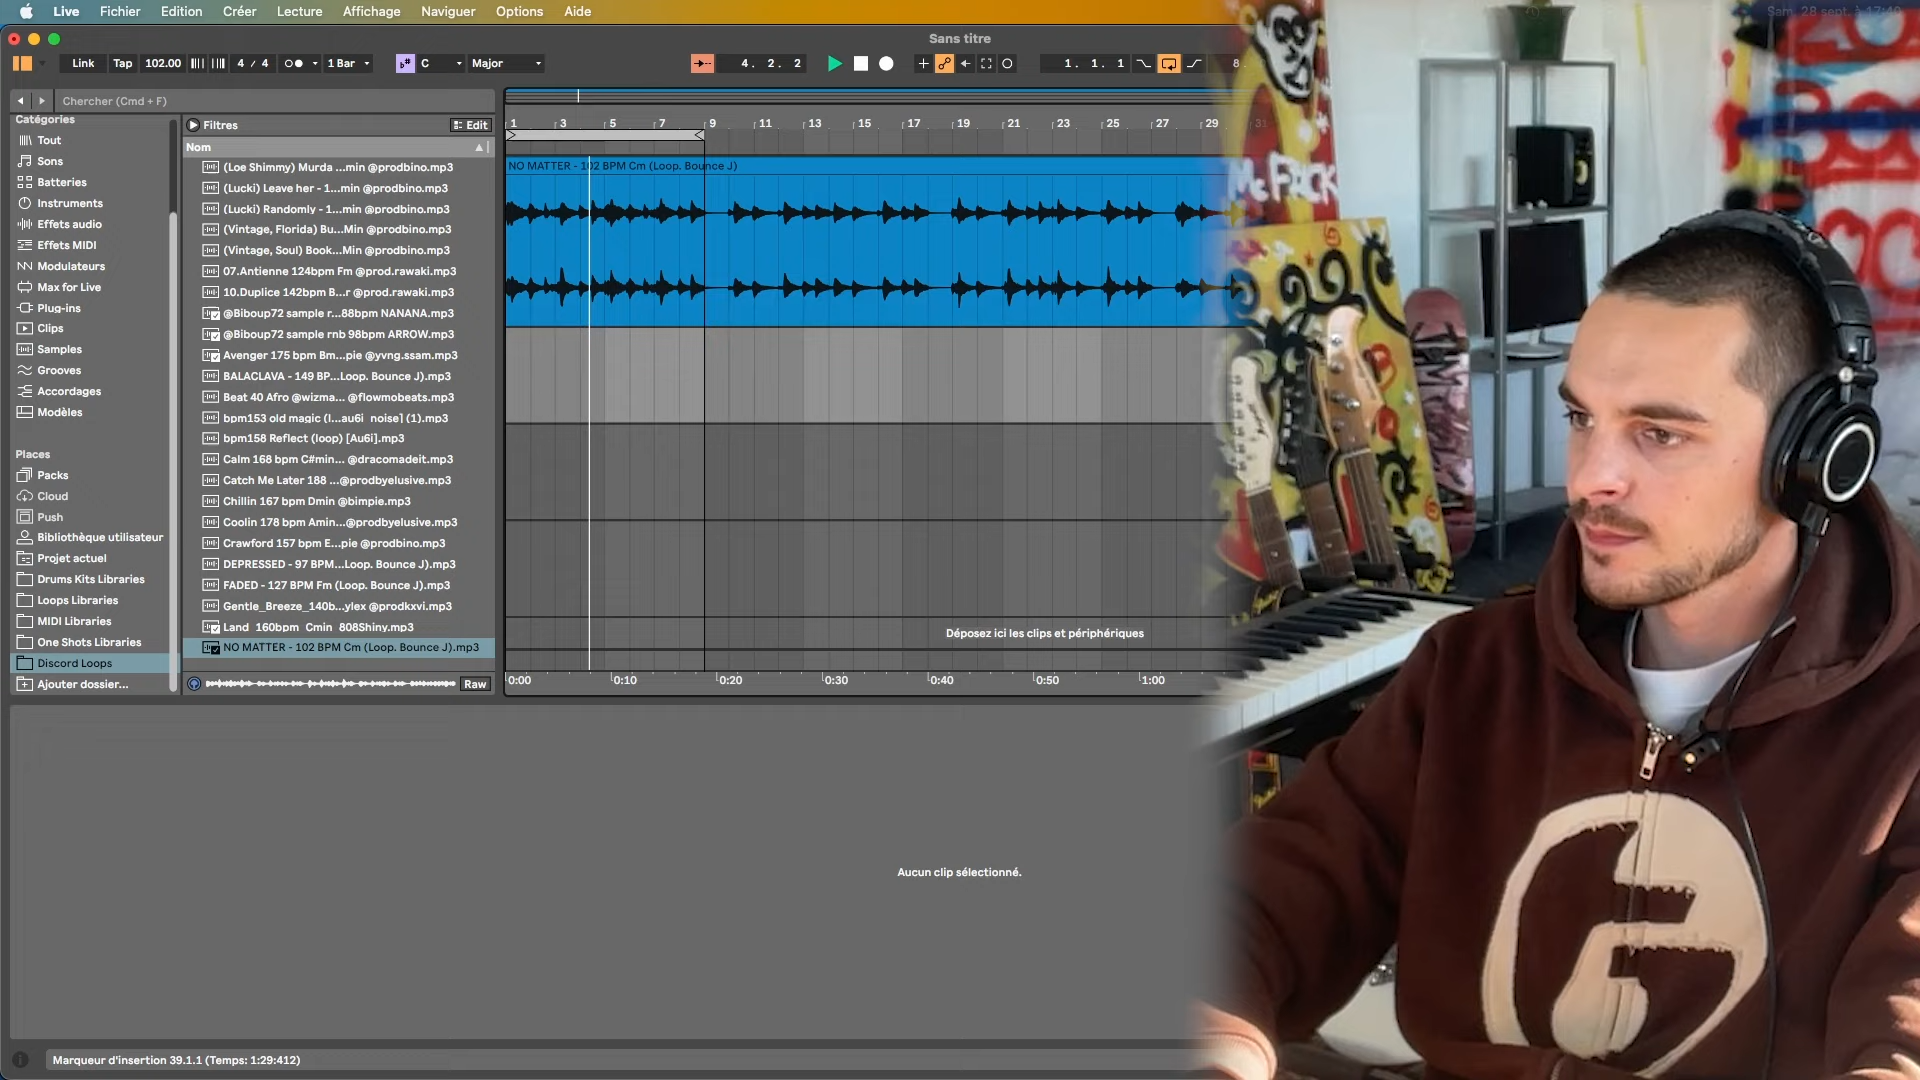 Live Fichier Edition Créer Lecture Affichage Naviguer Options Aide
Sam. 28 sept. à 17:40
Sans titre
Link Tap 102.00 4 / 4 1 Bar C Major 4. 2. 2 1. 1. 1 8.
Chercher (Cmd + F)
Catégories
Tout
Sons
Batteries
Instruments
Effets audio
Effets MIDI
Modulateurs
Max for Live
Plug-ins
Clips
Samples
Grooves
Accordages
Modèles
Places
Packs
Cloud
Push
Bibliothèque utilisateur
Projet actuel
Drums Kits Libraries
Loops Libraries
MIDI Libraries
One Shots Libraries
Discord Loops
Ajouter dossier...
Filtres Edit
Nom
(Loe Shimmy) Murda ...min @prodbino.mp3
(Lucki) Leave her - 1...min @prodbino.mp3
(Lucki) Randomly - 1...min @prodbino.mp3
(Vintage, Florida) Bu...Min @prodbino.mp3
(Vintage, Soul) Book...Min @prodbino.mp3
07.Antienne 124bpm Fm @prod.rawaki.mp3
10.Duplice 142bpm B...r @prod.rawaki.mp3
@Biboup72 sample r...88bpm NANANA.mp3
@Biboup72 sample rnb 98bpm ARROW.mp3
Avenger 175 bpm Bm...pie @yvng.ssam.mp3
BALACLAVA - 149 BP...Loop. Bounce J).mp3
Beat 40 Afro @wizma... @flowmobeats.mp3
bpm153 old magic (l...au6i_noise] (1).mp3
bpm158 Reflect (loop) [Au6i].mp3
Calm 168 bpm C#min... @dracomadeit.mp3
Catch Me Later 188 ...@prodbyelusive.mp3
Chillin 167 bpm Dmin @bimpie.mp3
Coolin 178 bpm Amin...@prodbyelusive.mp3
Crawford 157 bpm E...pie @prodbino.mp3
DEPRESSED - 97 BPM...Loop. Bounce J).mp3
FADED - 127 BPM Fm (Loop. Bounce J).mp3
Gentle_Breeze_140b...ylex @prodkxvi.mp3
Land_160bpm_Cmin_808Shiny.mp3
NO MATTER - 102 BPM Cm (Loop. Bounce J).mp3
Raw
1 3 5 7 9 11 13 15 17 19 21 23 25 27 29 31
NO MATTER - 102 BPM Cm (Loop. Bounce J)
Déposez ici les clips et périphériques
0:00 0:10 0:20 0:30 0:40 0:50 1:00
Aucun clip sélectionné.
Marqueur d'insertion 39.1.1 (Temps: 1:29:412)